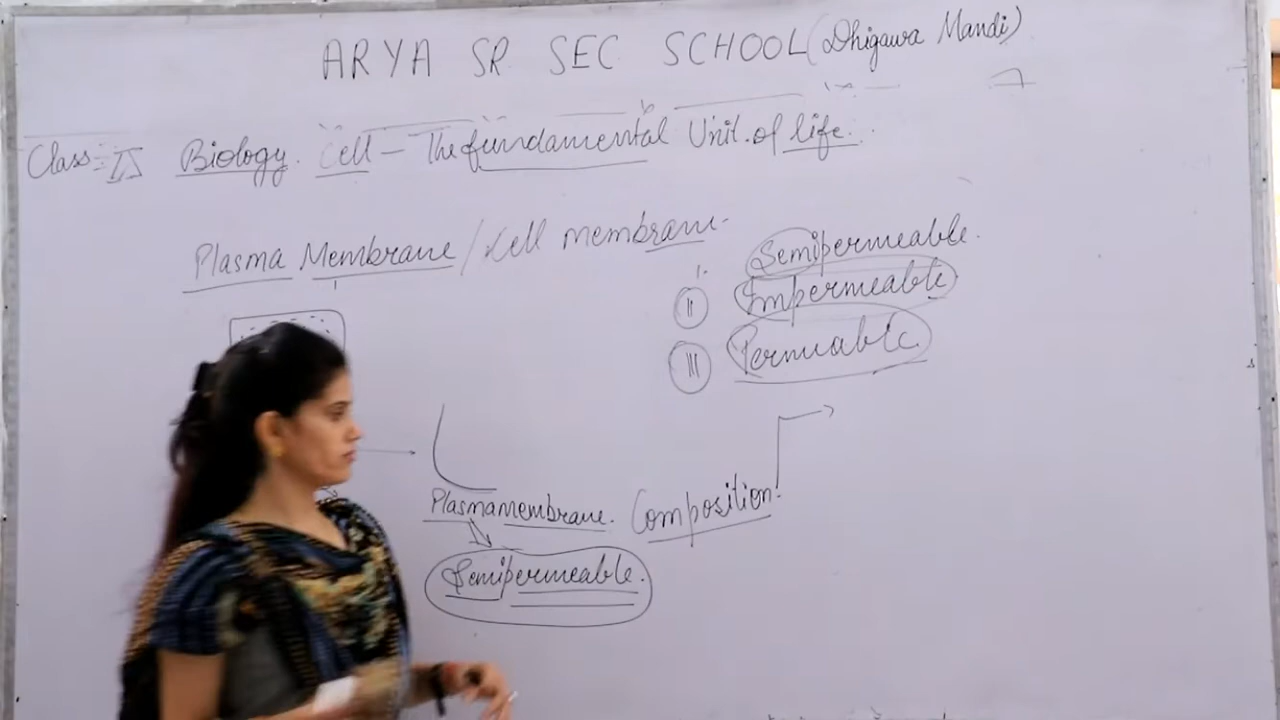 ARYA SR SEC SCHOOL (Dhigawa Mandi)
Class:- IX Biology. Cell – The fundamental Unit of life.
Plasma Membrane / Cell membrane-
I. Semipermeable.
II Impermeable
III Permeable.
Plasmamembrane. Composition:
Semipermeable.